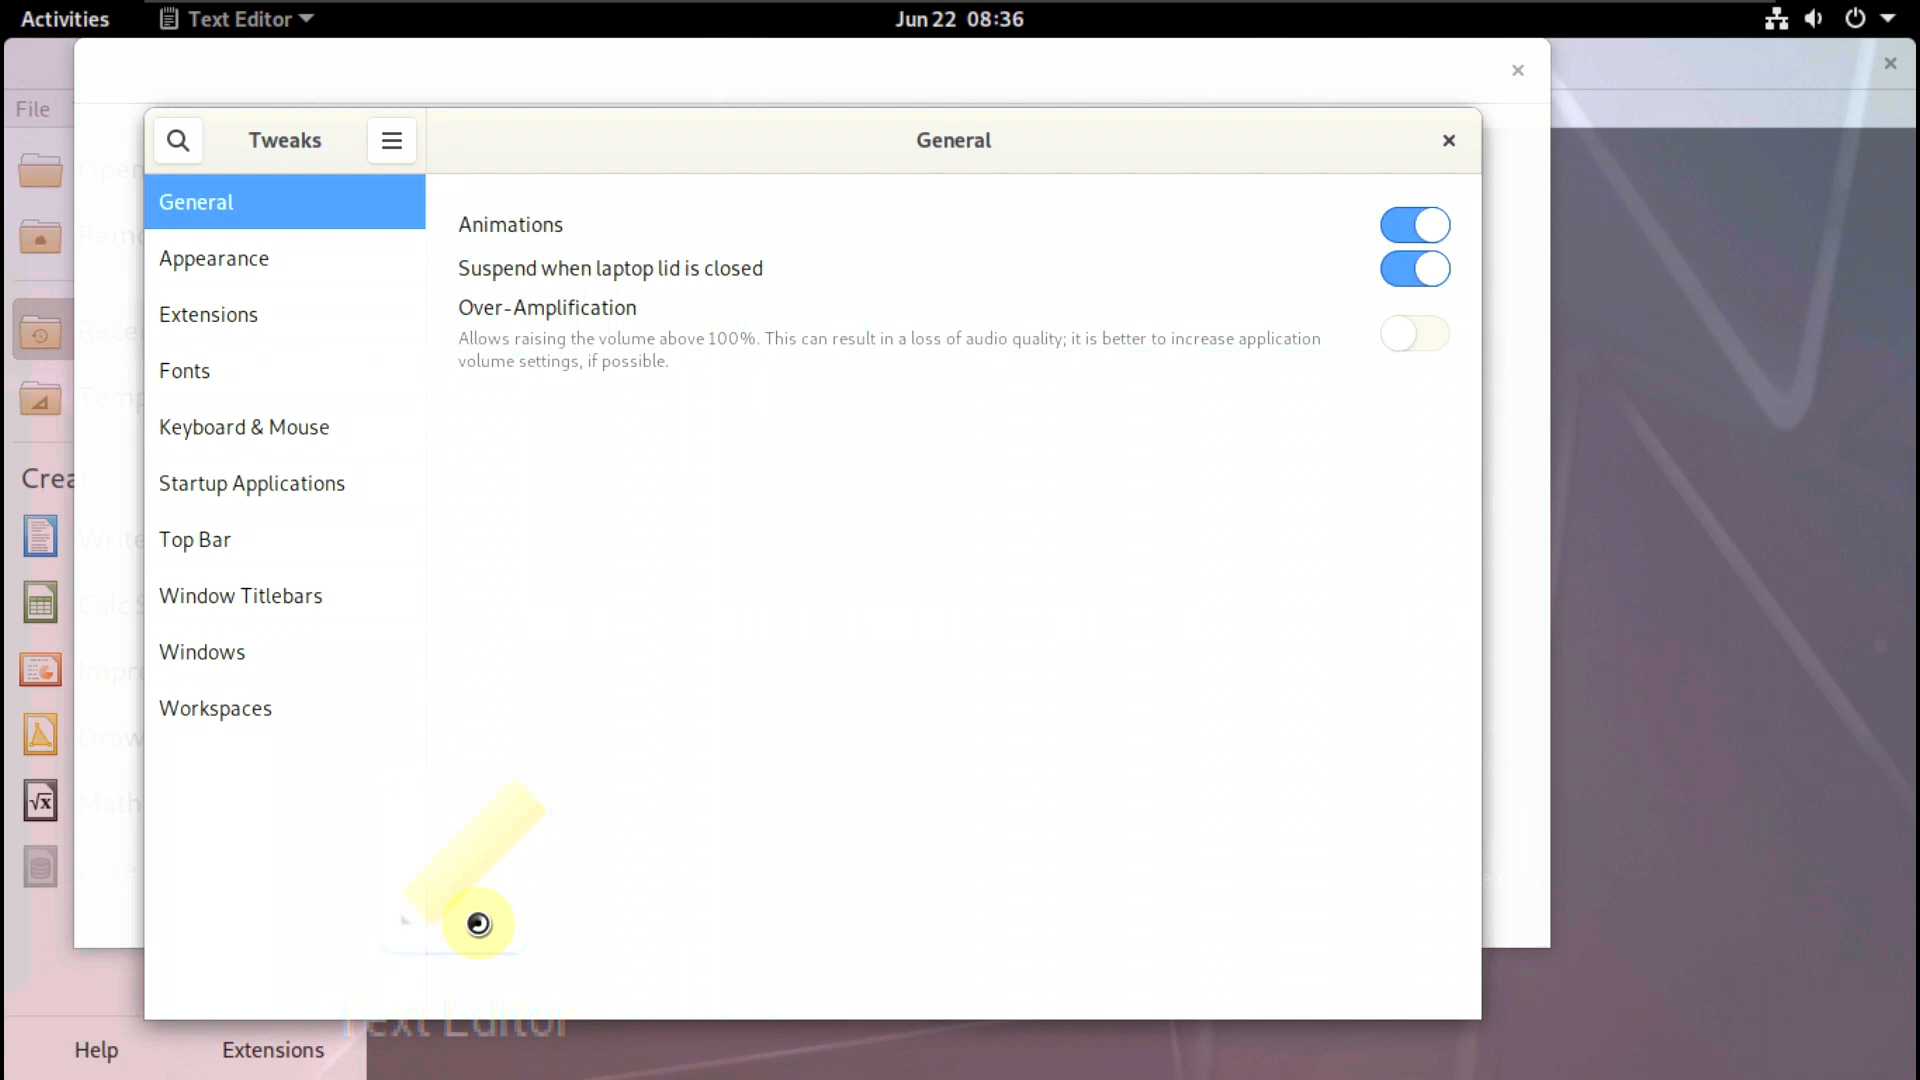 Activities
Text Editor
Jun 22 08:36
File
Tweaks
General
General
Appearance
Extensions
Fonts
Keyboard & Mouse
Startup Applications
Top Bar
Window Titlebars
Windows
Workspaces
Animations
Suspend when laptop lid is closed
Over-Amplification
Allows raising the volume above 100%. This can result in a loss of audio quality; it is better to increase application
volume settings, if possible.
Text Editor
Help
Extensions